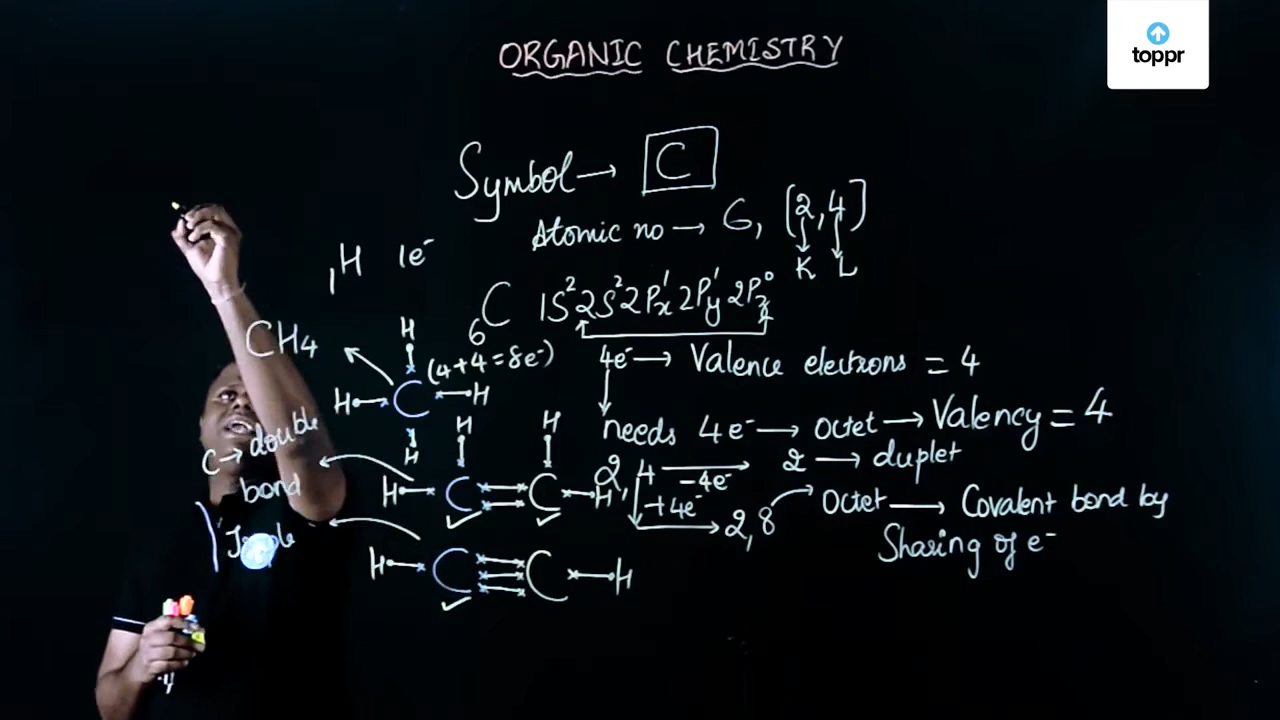 toppr
ORGANIC CHEMISTRY
Symbol → C
Atomic no → 6, [2,4]
K L
₁H 1e⁻
₆C 1S² 2S² 2Pₓ¹ 2Py¹ 2Pz⁰
4e⁻ → Valence electrons = 4
needs 4e⁻ → Octet → Valency = 4
2,4 −4e⁻ → 2 → duplet
+4e⁻ → 2,8 → Octet → Covalent bond by
Sharing of e⁻
CH₄
H
(4+4=8e⁻)
H C H
H
C → double
bond
H H
H C C H
H C C H